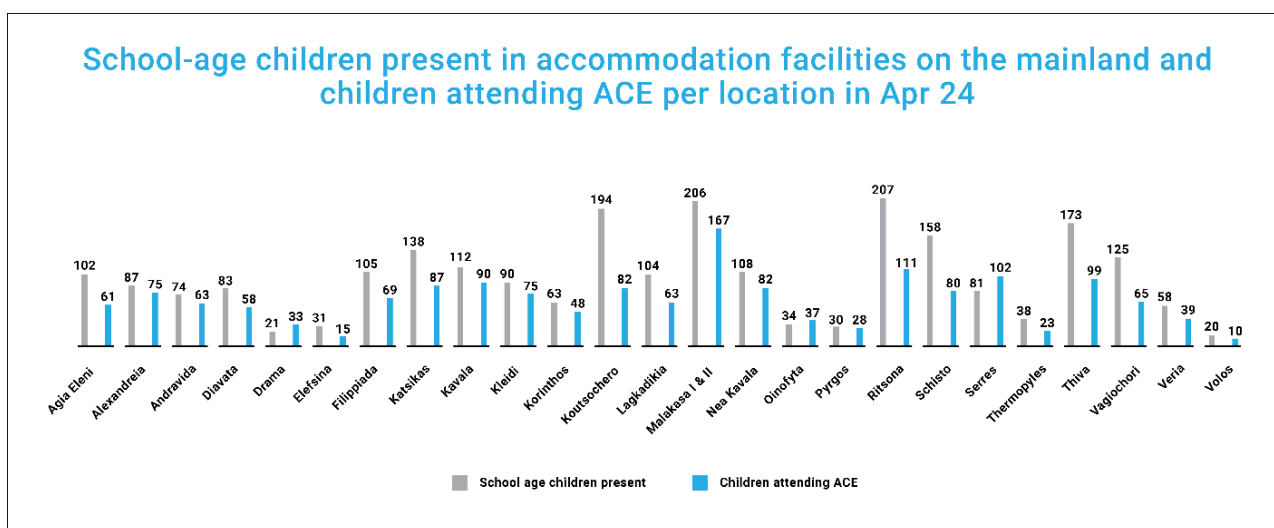 School-age children present in accommodation facilities on the mainland and
children attending ACE per location in Apr 24
102
61
87
75
74
63
83
58
21
33
31
15
105
69
138
87
112
90
90
75
63
48
194
82
104
63
206
167
108
82
34
37
30
28
207
111
158
80
81
102
38
23
173
99
125
65
58
39
20
10
Agia Eleni
Alexandreia
Andravida
Diavata
Drama
Elefsina
Filippiada
Katsikas
Kavala
Kleidi
Korinthos
Koutsochero
Lagkadikia
Malakasa I & II
Nea Kavala
Oinofyta
Pyrgos
Ritsona
Schisto
Serres
Thermopyles
Thiva
Vagiochori
Veria
Volos
School age children present
Children attending ACE